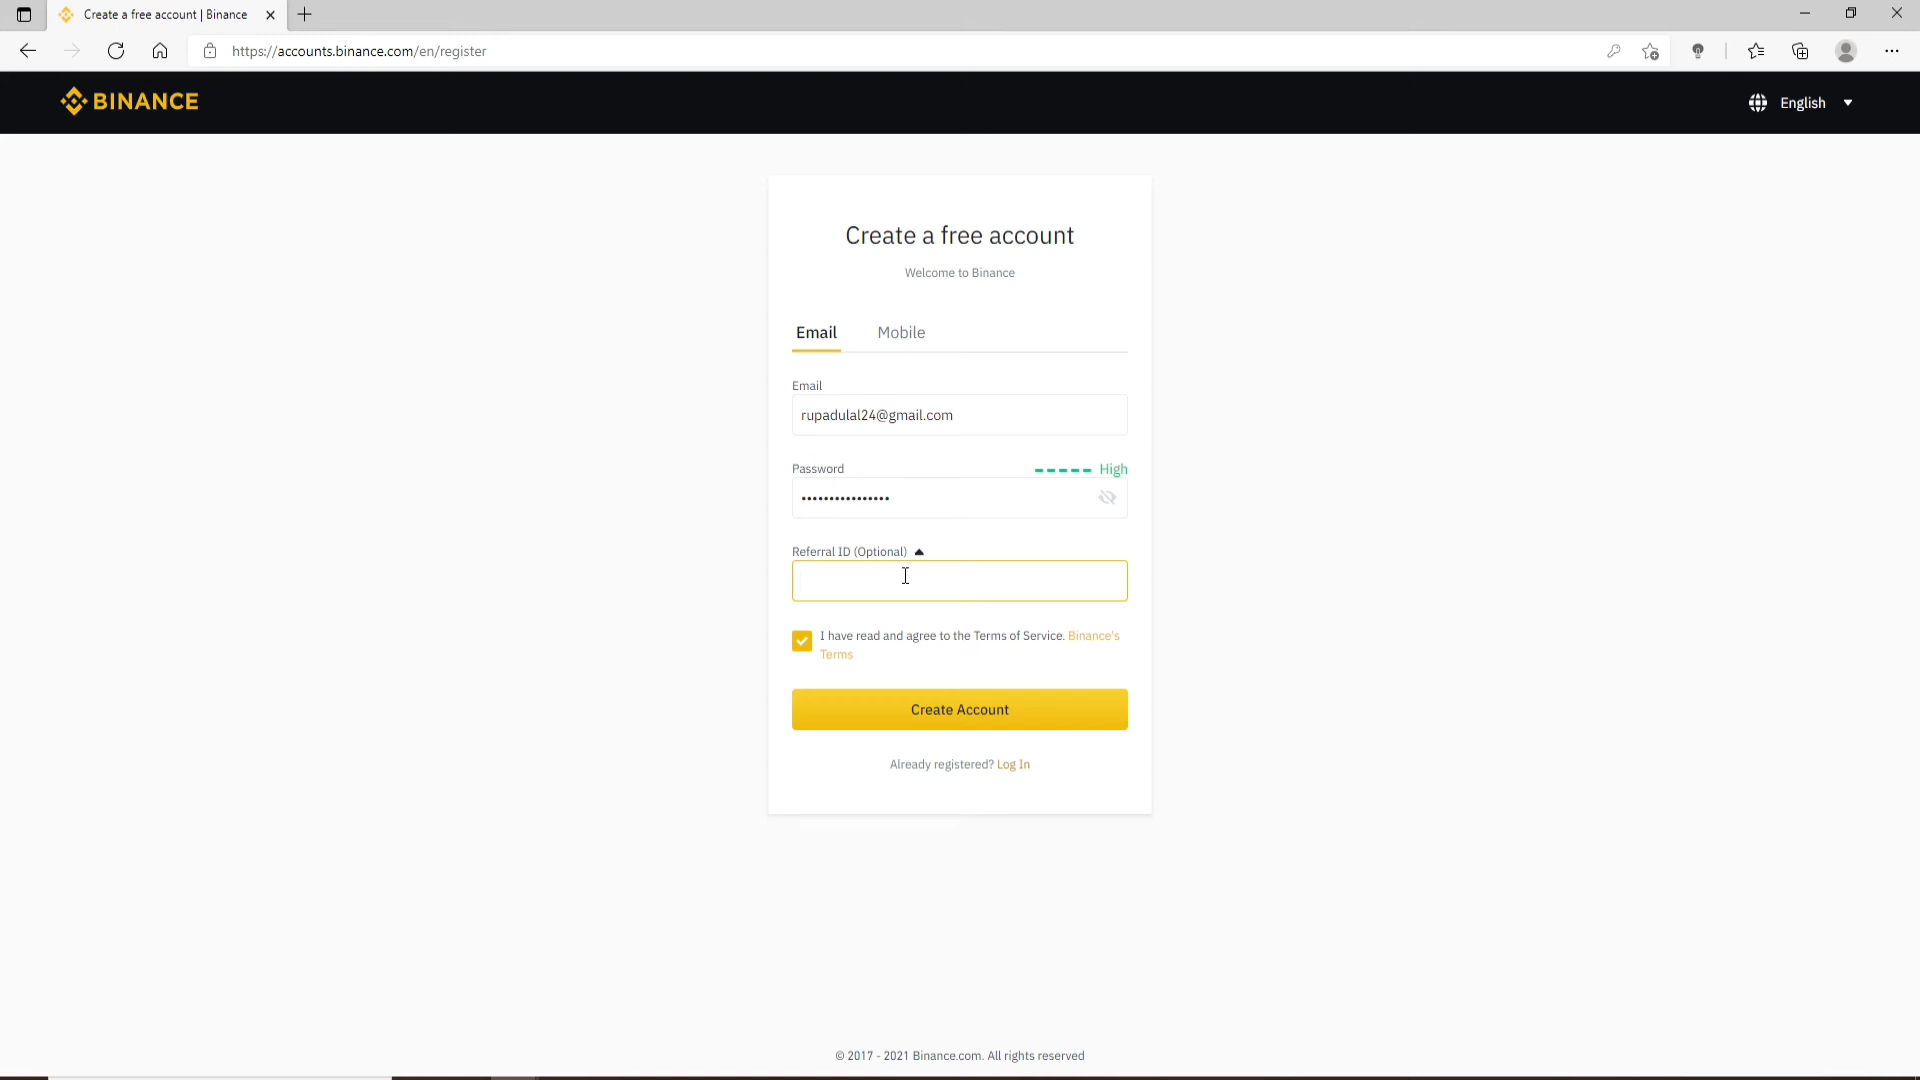 Create a free account | Binance
https://accounts.binance.com/en/register
BINANCE
English
Create a free account
Welcome to Binance
Email Mobile
Email
rupadulal24@gmail.com
Password High
••••••••••••••••
Referral ID (Optional)
I have read and agree to the Terms of Service. Binance's
Terms
Create Account
Already registered? Log In
© 2017 - 2021 Binance.com. All rights reserved